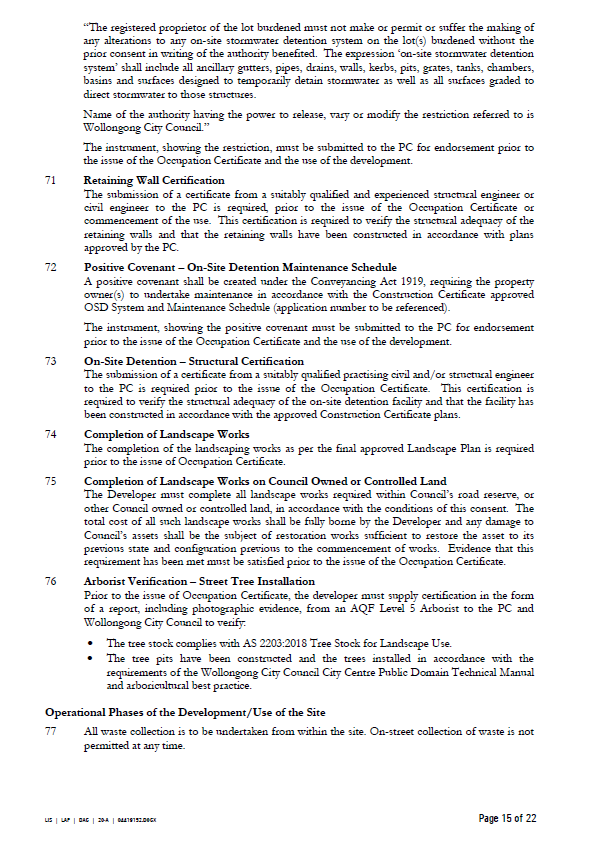 “The registered proprietor of the lot burdened must not make or permit or suffer the making of
any alterations to any on-site stormwater detention system on the lot(s) burdened without the
prior consent in writing of the authority benefited.  The expression ‘on-site stormwater detention
system’ shall include all ancillary gutters, pipes, drains, walls, kerbs, pits, grates, tanks, chambers,
basins and surfaces designed to temporarily detain stormwater as well as all surfaces graded to
direct stormwater to those structures.
Name of the authority having the power to release, vary or modify the restriction referred to is
Wollongong City Council.”
The instrument, showing the restriction, must be submitted to the PC for endorsement prior to
the issue of the Occupation Certificate and the use of the development.
71 Retaining Wall Certification
The submission of a certificate from a suitably qualified and experienced structural engineer or
civil engineer to the PC is required, prior to the issue of the Occupation Certificate or
commencement of the use.  This certification is required to verify the structural adequacy of the
retaining walls and that the retaining walls have been constructed in accordance with plans
approved by the PC.
72 Positive Covenant – On-Site Detention Maintenance Schedule
A positive covenant shall be created under the Conveyancing Act 1919, requiring the property
owner(s) to undertake maintenance in accordance with the Construction Certificate approved
OSD System and Maintenance Schedule (application number to be referenced).
The instrument, showing the positive covenant must be submitted to the PC for endorsement
prior to the issue of the Occupation Certificate and the use of the development.
73 On-Site Detention – Structural Certification
The submission of a certificate from a suitably qualified practising civil and/or structural engineer
to the PC is required prior to the issue of the Occupation Certificate.  This certification is
required to verify the structural adequacy of the on-site detention facility and that the facility has
been constructed in accordance with the approved Construction Certificate plans.
74 Completion of Landscape Works
The completion of the landscaping works as per the final approved Landscape Plan is required
prior to the issue of Occupation Certificate.
75 Completion of Landscape Works on Council Owned or Controlled Land
The Developer must complete all landscape works required within Council’s road reserve, or
other Council owned or controlled land, in accordance with the conditions of this consent.  The
total cost of all such landscape works shall be fully borne by the Developer and any damage to
Council’s assets shall be the subject of restoration works sufficient to restore the asset to its
previous state and configuration previous to the commencement of works.  Evidence that this
requirement has been met must be satisfied prior to the issue of the Occupation Certificate.
76 Arborist Verification – Street Tree Installation
Prior to the issue of Occupation Certificate, the developer must supply certification in the form
of a report, including photographic evidence, from an AQF Level 5 Arborist to the PC and
Wollongong City Council to verify:
• The tree stock complies with AS 2203:2018 Tree Stock for Landscape Use.
• The tree pits have been constructed and the trees installed in accordance with the
requirements of the Wollongong City Council City Centre Public Domain Technical Manual
and arboricultural best practice.
Operational Phases of the Development/Use of the Site
77 All waste collection is to be undertaken from within the site. On-street collection of waste is not
permitted at any time.
Page 15 of 22